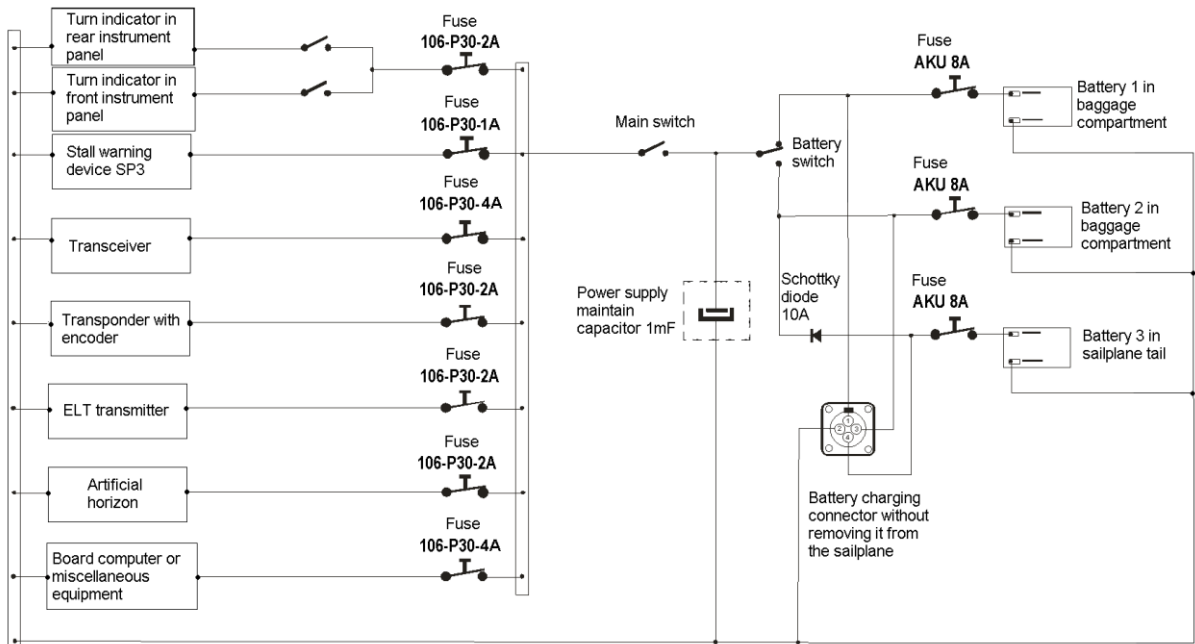 Turn indicator in
rear instrument
panel
Turn indicator in
front instrument
panel
Stall warning
device SP3
Transceiver
Transponder with
encoder
ELT transmitter
Artificial
horizon
Board computer or
miscellaneous
equipment
Fuse
106-P30-2A
Fuse
106-P30-1A
Fuse
106-P30-4A
Fuse
106-P30-2A
Fuse
106-P30-2A
Fuse
106-P30-2A
Fuse
106-P30-4A
Main switch
Battery
switch
Power supply
maintain
capacitor 1mF
Schottky
diode
10A
Fuse
AKU 8A
Fuse
AKU 8A
Fuse
AKU 8A
Battery 1 in
baggage
compartment
Battery 2 in
baggage
compartment
Battery 3 in
sailplane tail
1
2 3
4
Battery charging
connector without
removing it from
the sailplane